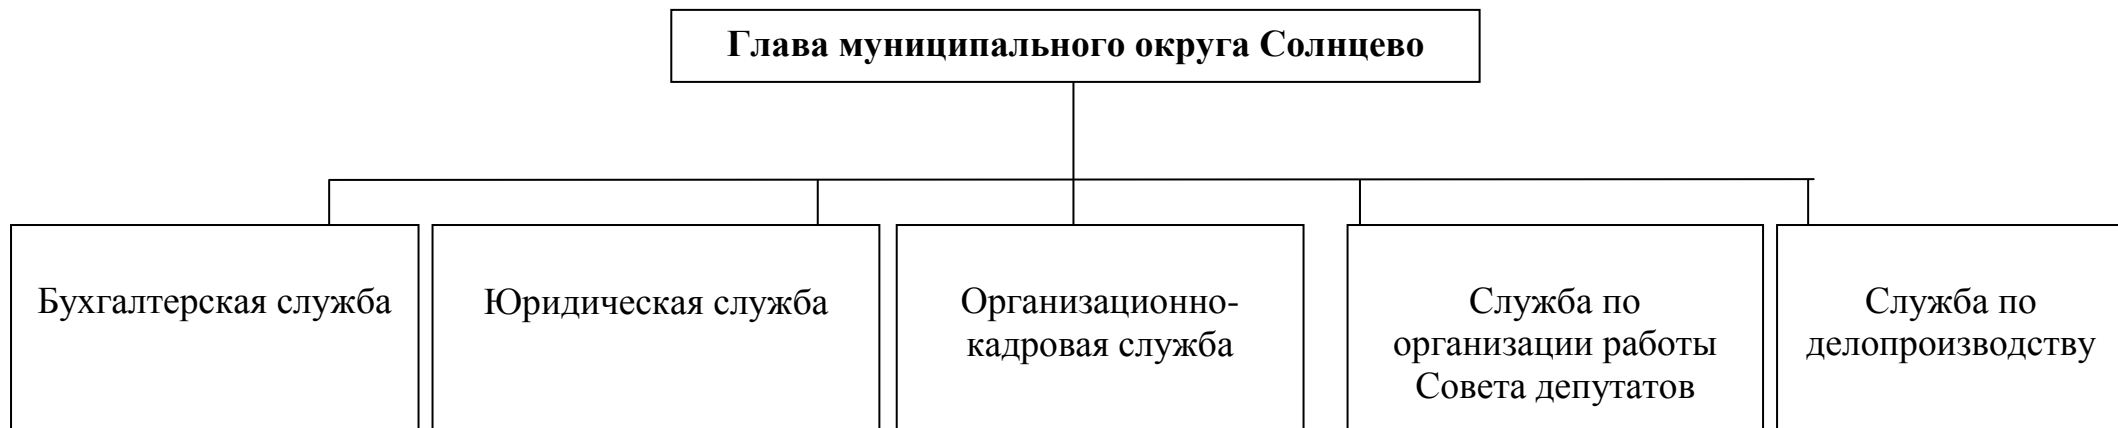 Глава муниципального округа Солнцево
Бухгалтерская служба
Юридическая служба
Организационно-
кадровая служба
Служба по
организации работы
Совета депутатов
Служба по
делопроизводству